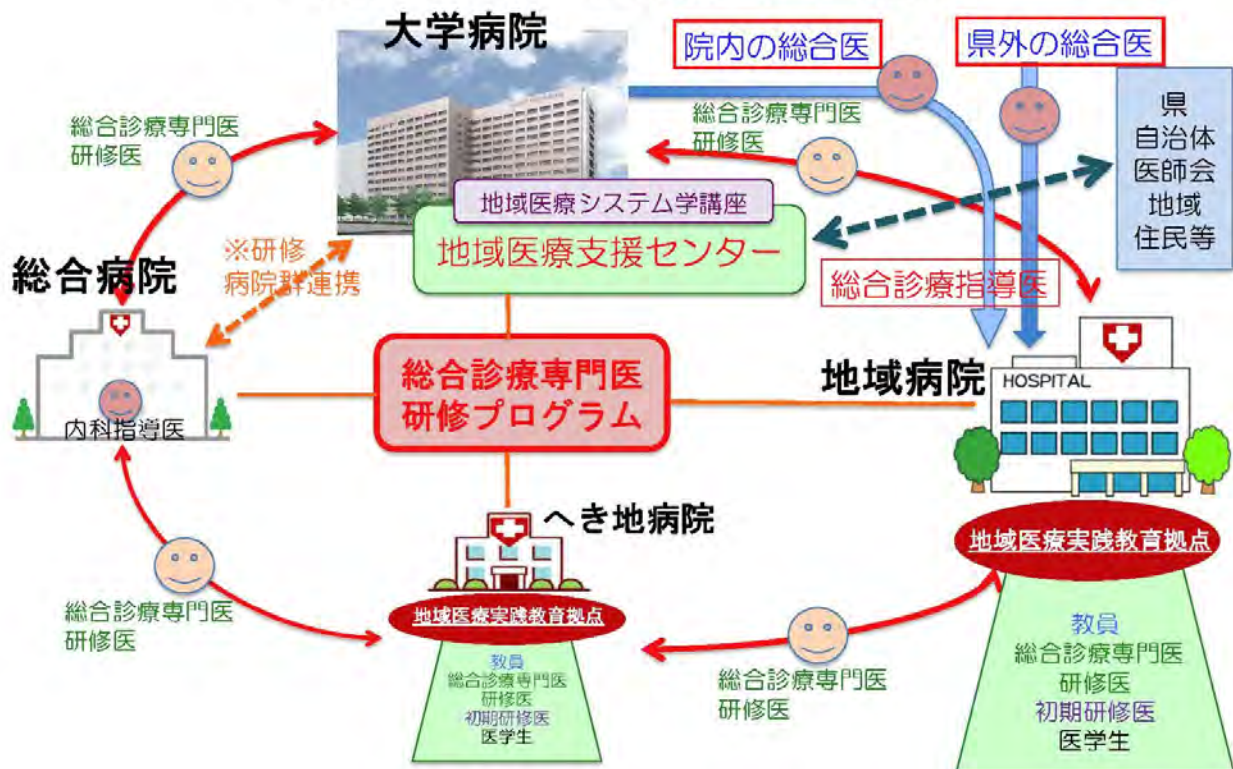 大学病院
院内の総合医
県外の総合医
県
自治体
医師会
地域
住民等
総合診療専門医
研修医
総合診療専門医
研修医
地域医療システム学講座
地域医療支援センター
※研修
病院群連携
総合診療指導医
総合病院
内科指導医
総合診療専門医
研修プログラム
地域病院
HOSPITAL
へき地病院
地域医療実践教育拠点
地域医療実践教育拠点
総合診療専門医
研修医
教員
総合診療専門医
研修医
初期研修医
医学生
総合診療専門医
研修医
教員
総合診療専門医
研修医
初期研修医
医学生